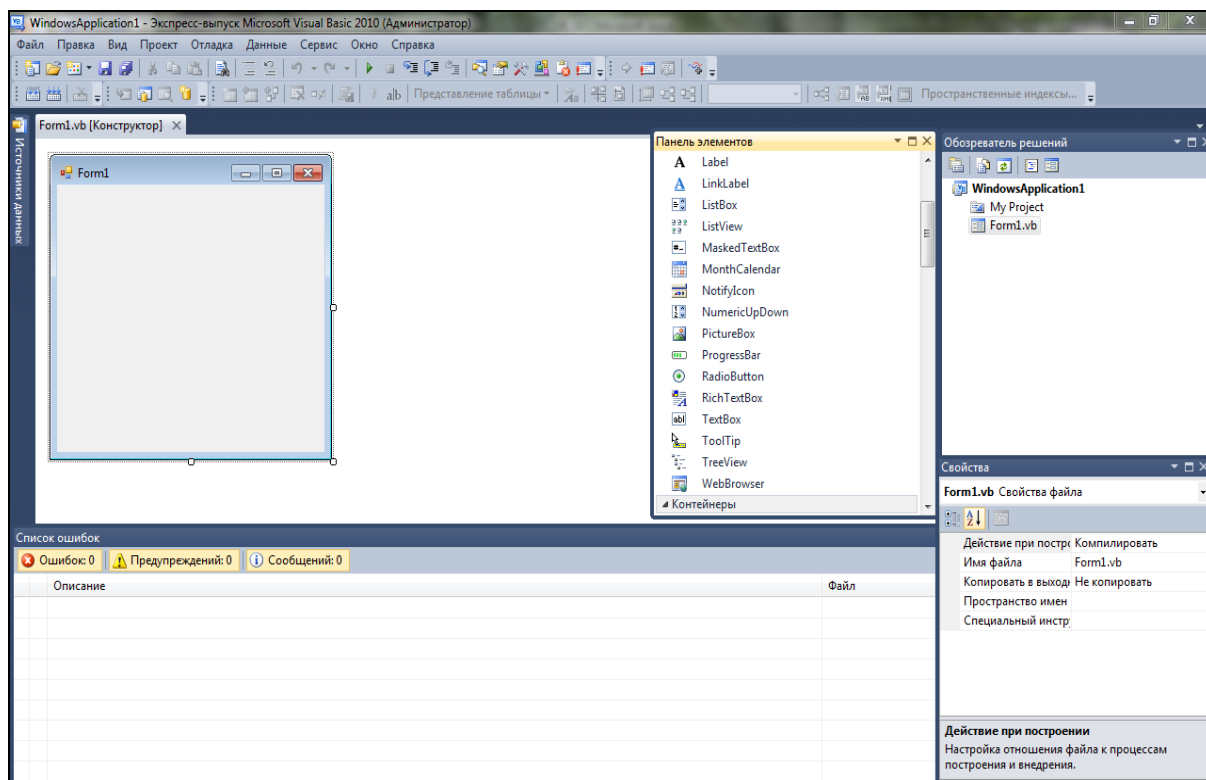 WindowsApplication1 - Экспресс-выпуск Microsoft Visual Basic 2010 (Администратор)
Файл Правка Вид Проект Отладка Данные Сервис Окно Справка
Представление таблицы
Пространственные индексы...
Источники данных
Form1.vb [Конструктор]
Form1
Панель элементов
Label
LinkLabel
ListBox
ListView
MaskedTextBox
MonthCalendar
NotifyIcon
NumericUpDown
PictureBox
ProgressBar
RadioButton
RichTextBox
TextBox
ToolTip
TreeView
WebBrowser
Контейнеры
Обозреватель решений
WindowsApplication1
My Project
Form1.vb
Свойства
Form1.vb Свойства файла
Действие при постро Компилировать
Имя файла Form1.vb
Копировать в выходн Не копировать
Пространство имен
Специальный инстру
Действие при построении
Настройка отношения файла к процессам
построения и внедрения.
Список ошибок
Ошибок: 0 Предупреждений: 0 Сообщений: 0
Описание Файл